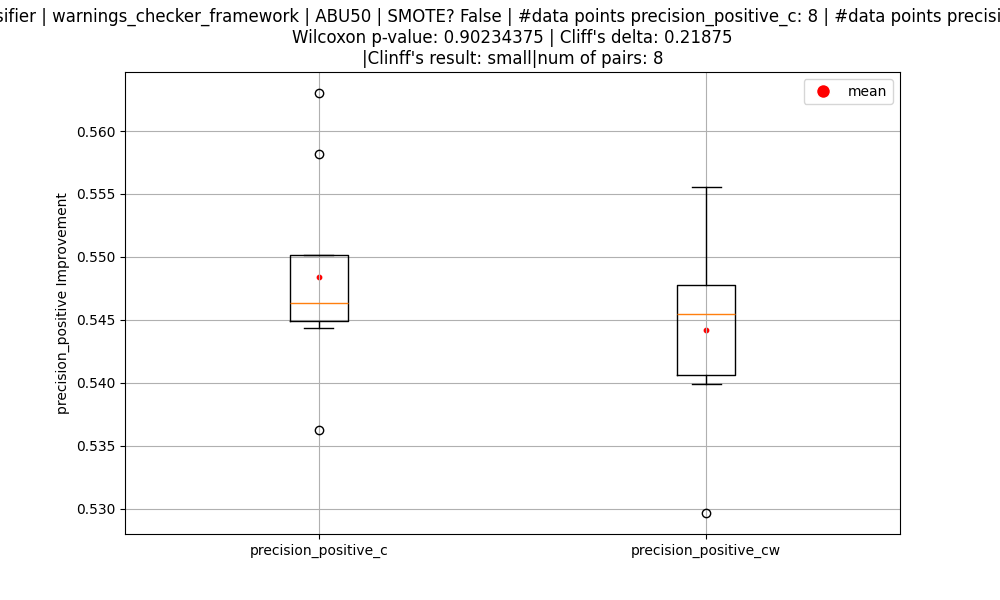 sifier | warnings_checker_framework | ABU50 | SMOTE? False | #data points precision_positive_c: 8 | #data points precisi
Wilcoxon p-value: 0.90234375 | Cliff's delta: 0.21875
|Clinff's result: small|num of pairs: 8
mean
0.560
0.555
0.550
0.545
0.540
0.535
0.530
precision_positive Improvement
precision_positive_c
precision_positive_cw